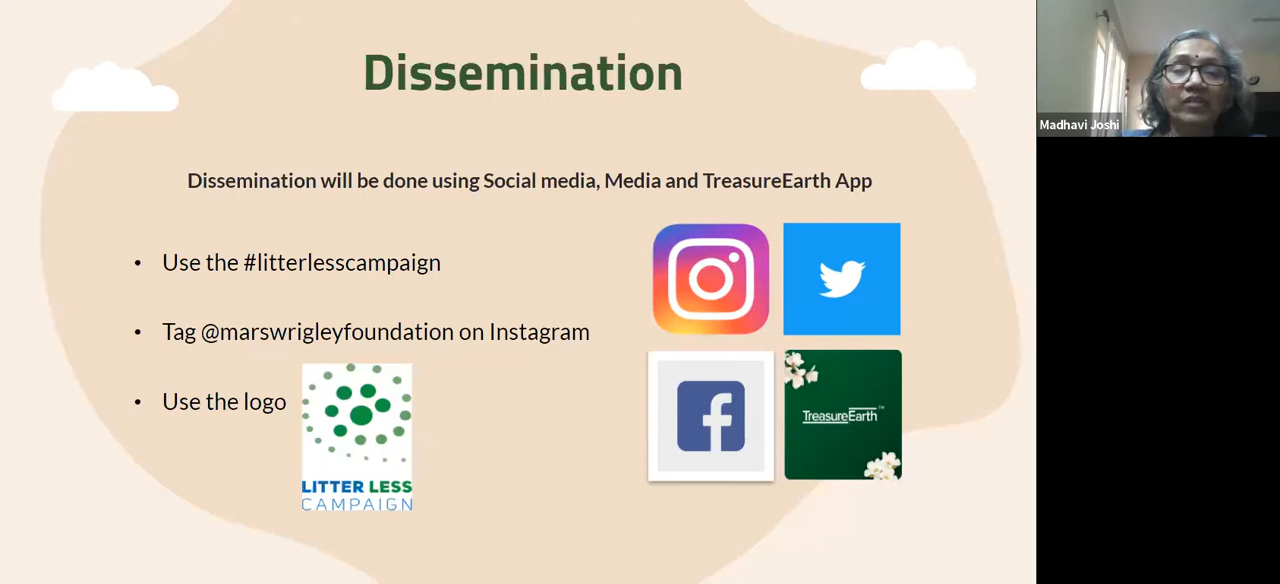 Dissemination
Madhavi Joshi
Dissemination will be done using Social media, Media and TreasureEarth App
• Use the #litterlesscampaign
• Tag @marswrigleyfoundation on Instagram
• Use the logo
LITTER LESS
CAMPAIGN
TreasureEarth™